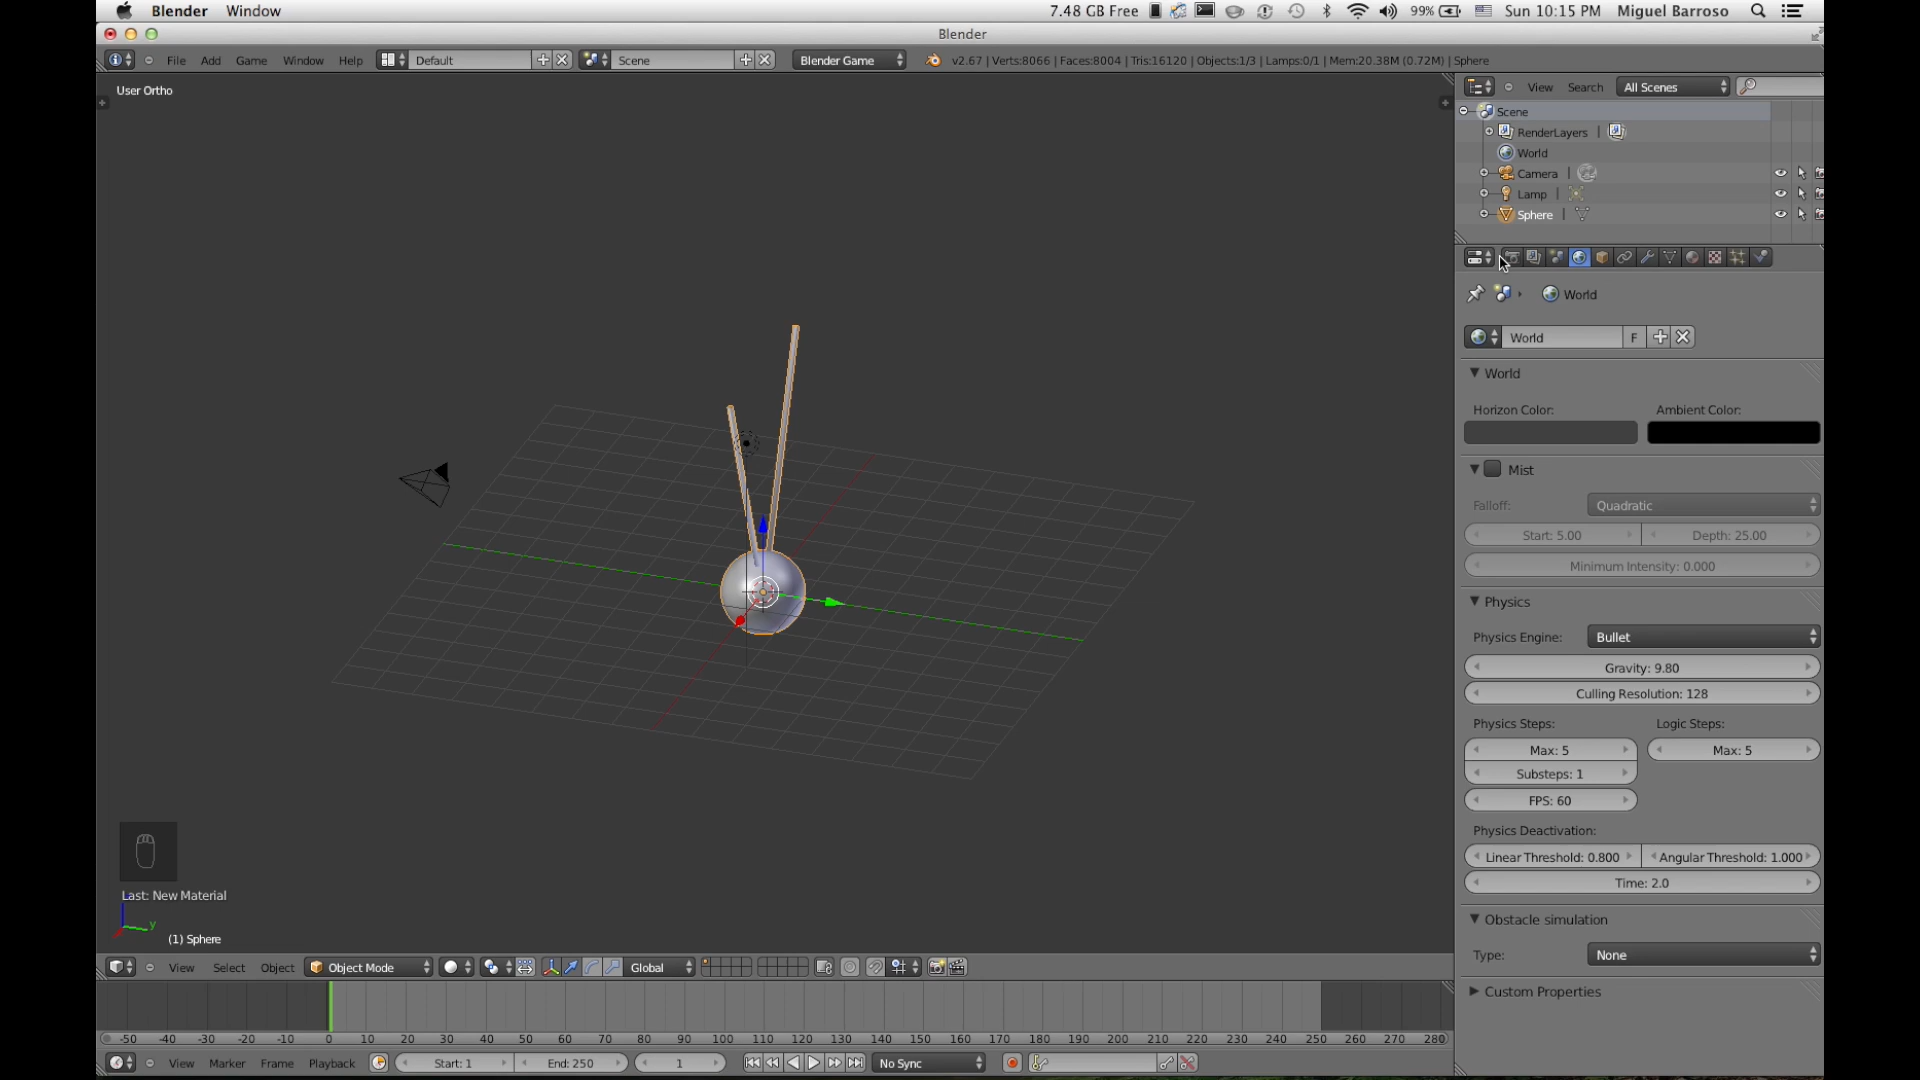 Blender Window 7.48 GB Free 99% Sun 10:15 PM Miguel Barroso
Blender
File Add Game Window Help Default Scene Blender Game v2.67 | Verts:8066 | Faces:8004 | Tris:16120 | Objects:1/3 | Lamps:0/1 | Mem:20.38M (0.72M) | Sphere
View Search All Scenes
User Ortho
Scene
RenderLayers
World
Camera
Lamp
Sphere
World
World F
World
Horizon Color: Ambient Color:
Mist
Falloff: Quadratic
Start: 5.00 Depth: 25.00
Minimum Intensity: 0.000
Physics
Physics Engine: Bullet
Gravity: 9.80
Culling Resolution: 128
Physics Steps: Logic Steps:
Max: 5 Max: 5
Substeps: 1
FPS: 60
Physics Deactivation:
Linear Threshold: 0.800 Angular Threshold: 1.000
Time: 2.0
Obstacle simulation
Type: None
Custom Properties
Last: New Material
y
(1) Sphere
View Select Object Object Mode Global
-50 -40 -30 -20 -10 0 10 20 30 40 50 60 70 80 90 100 110 120 130 140 150 160 170 180 190 200 210 220 230 240 250 260 270 280
View Marker Frame Playback Start: 1 End: 250 1 No Sync